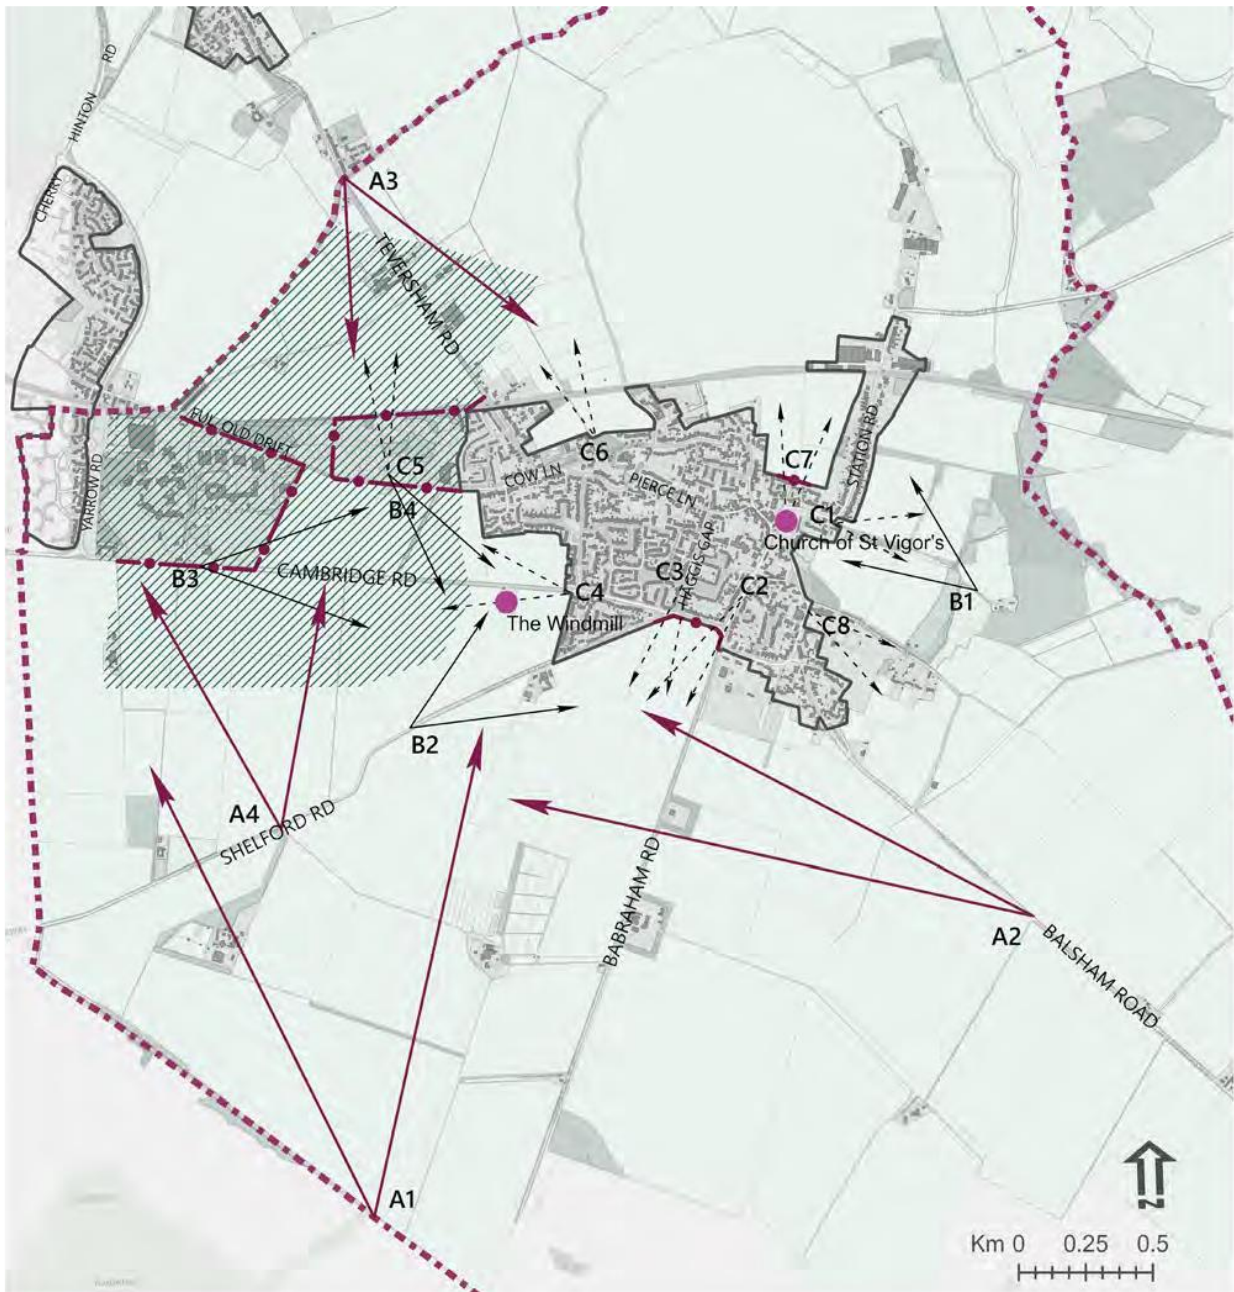 RD
HINTON
CHERRY
A3
TEVERSHAM RD
FULBOURN OLD DRIFT
YARROW RD
COW LN
C6
PIERCE LN
C7
STATION RD
C5
B4
C1
Church of St Vigor's
HAGGIS GAP
B3
CAMBRIDGE RD
C4
C3
C2
B1
The Windmill
C8
B2
A4
SHELFORD RD
BABRAHAM RD
A2
BALSHAM ROAD
A1
N
Km 0 0.25 0.5